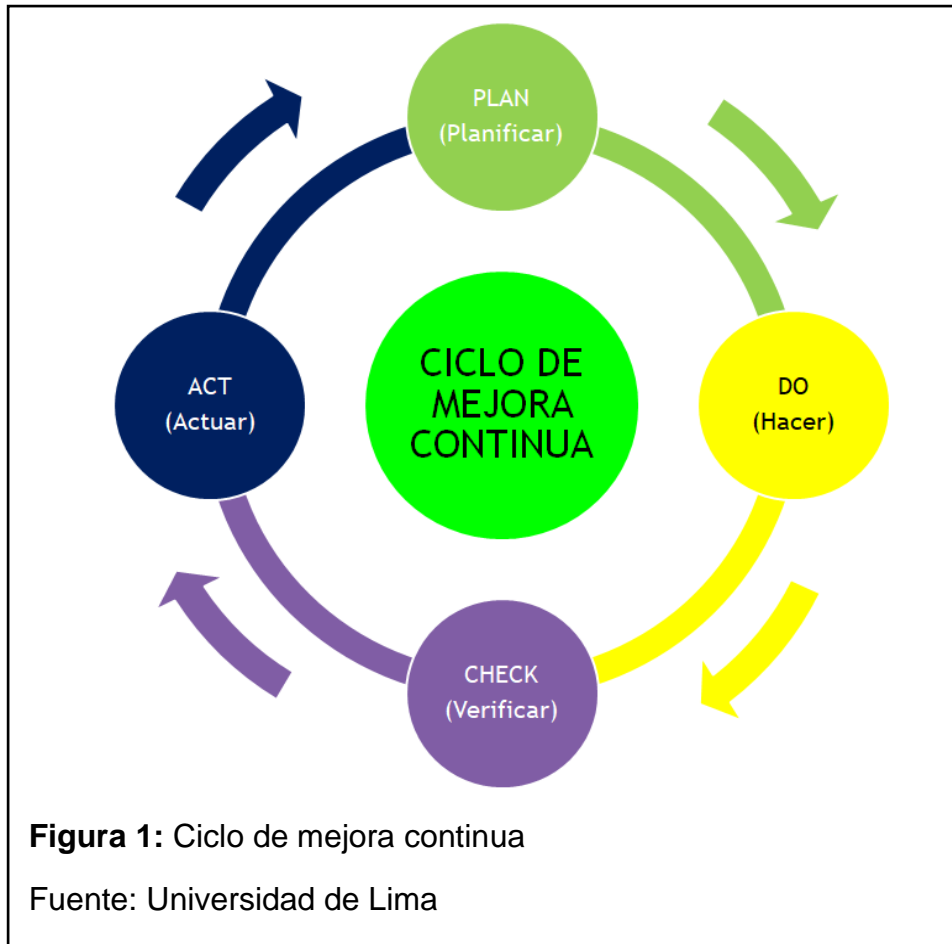 PLAN
(Planificar)
ACT
(Actuar)
CICLO DE
MEJORA
CONTINUA
DO
(Hacer)
CHECK
(Verificar)
Figura 1: Ciclo de mejora continua
Fuente: Universidad de Lima